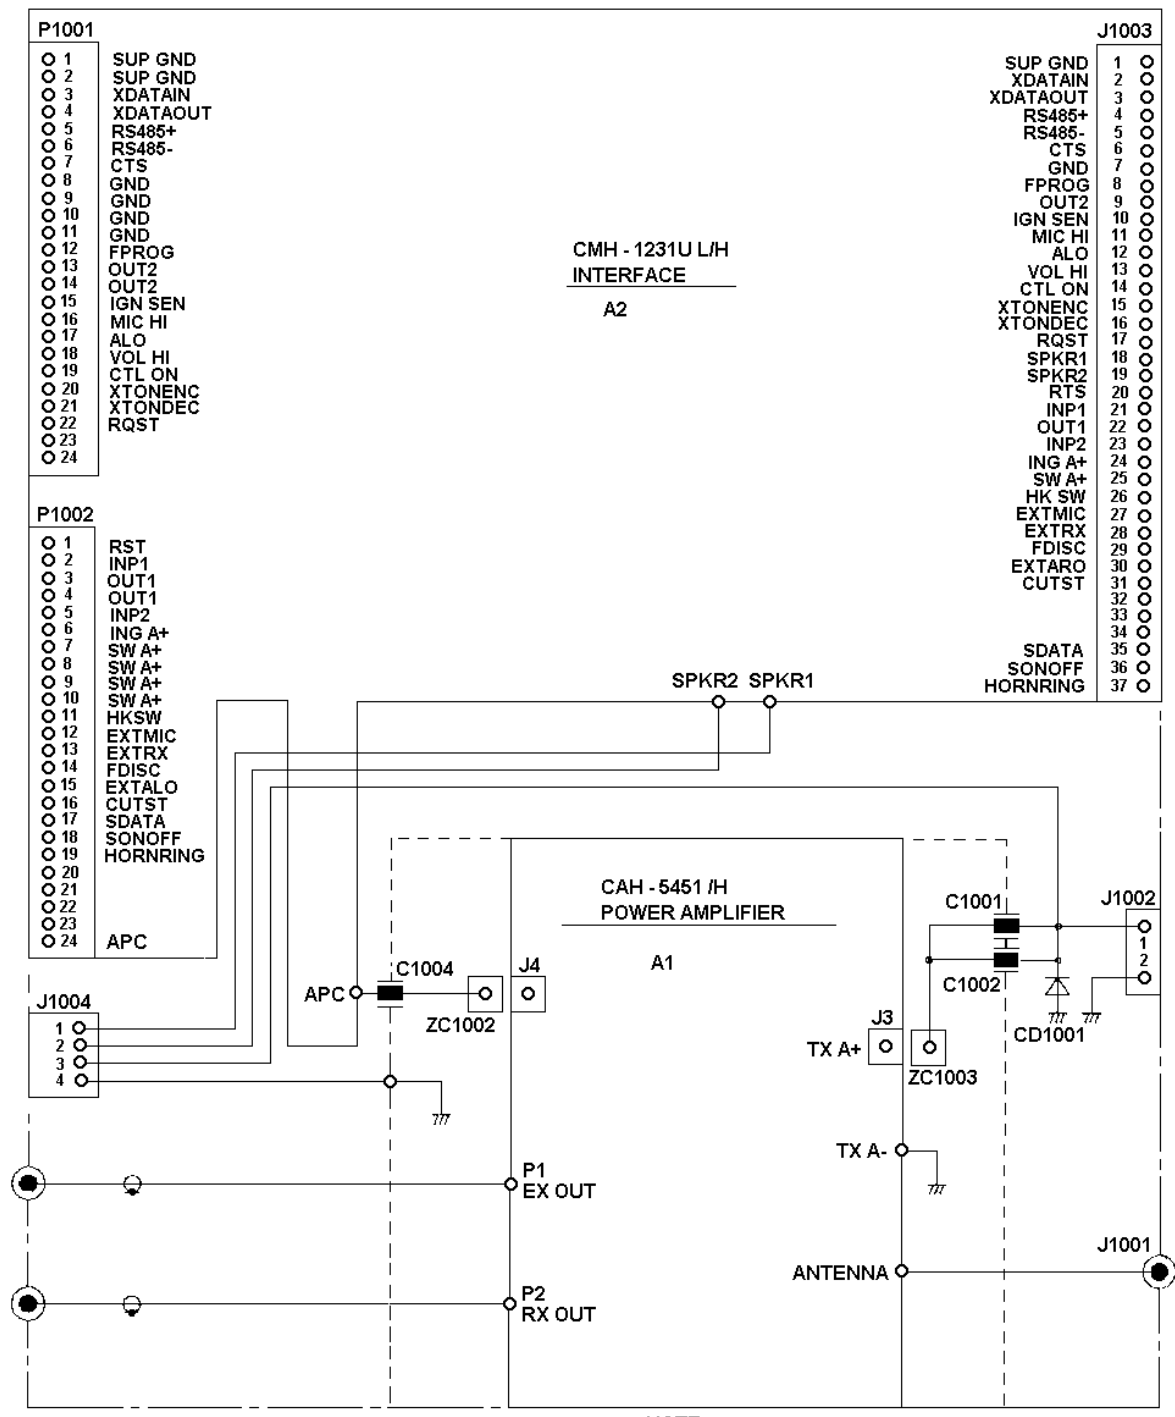 P1001
1 SUP GND
2 SUP GND
3 XDATAIN
4 XDATAOUT
5 RS485+
6 RS485-
7 CTS
8 GND
9 GND
10 GND
11 GND
12 FPROG
13 OUT2
14 OUT2
15 IGN SEN
16 MIC HI
17 ALO
18 VOL HI
19 CTL ON
20 XTONENC
21 XTONDEC
22 RQST
23
24
CMH - 1231U L/H
INTERFACE
A2
J1003
SUP GND 1
XDATAIN 2
XDATAOUT 3
RS485+ 4
RS485- 5
CTS 6
GND 7
FPROG 8
OUT2 9
IGN SEN 10
MIC HI 11
ALO 12
VOL HI 13
CTL ON 14
XTONENC 15
XTONDEC 16
RQST 17
SPKR1 18
SPKR2 19
RTS 20
INP1 21
OUT1 22
INP2 23
ING A+ 24
SW A+ 25
HK SW 26
EXTMIC 27
EXTRX 28
FDISC 29
EXTARO 30
CUTST 31
32
33
34
SDATA 35
SONOFF 36
HORNRING 37
P1002
1 RST
2 INP1
3 OUT1
4 OUT1
5 INP2
6 ING A+
7 SW A+
8 SW A+
9 SW A+
10 SW A+
11 HKSW
12 EXTMIC
13 EXTRX
14 FDISC
15 EXTALO
16 CUTST
17 SDATA
18 SONOFF
19 HORNRING
20
21
22
23
24 APC
SPKR2 SPKR1
CAH - 5451 /H
POWER AMPLIFIER
A1
C1001
J1002
1
2
C1002
CD1001
C1004
J4
APC
ZC1002
J3
TX A+
ZC1003
J1004
1
2
3
4
TX A-
P1
EX OUT
J1001
ANTENNA
P2
RX OUT